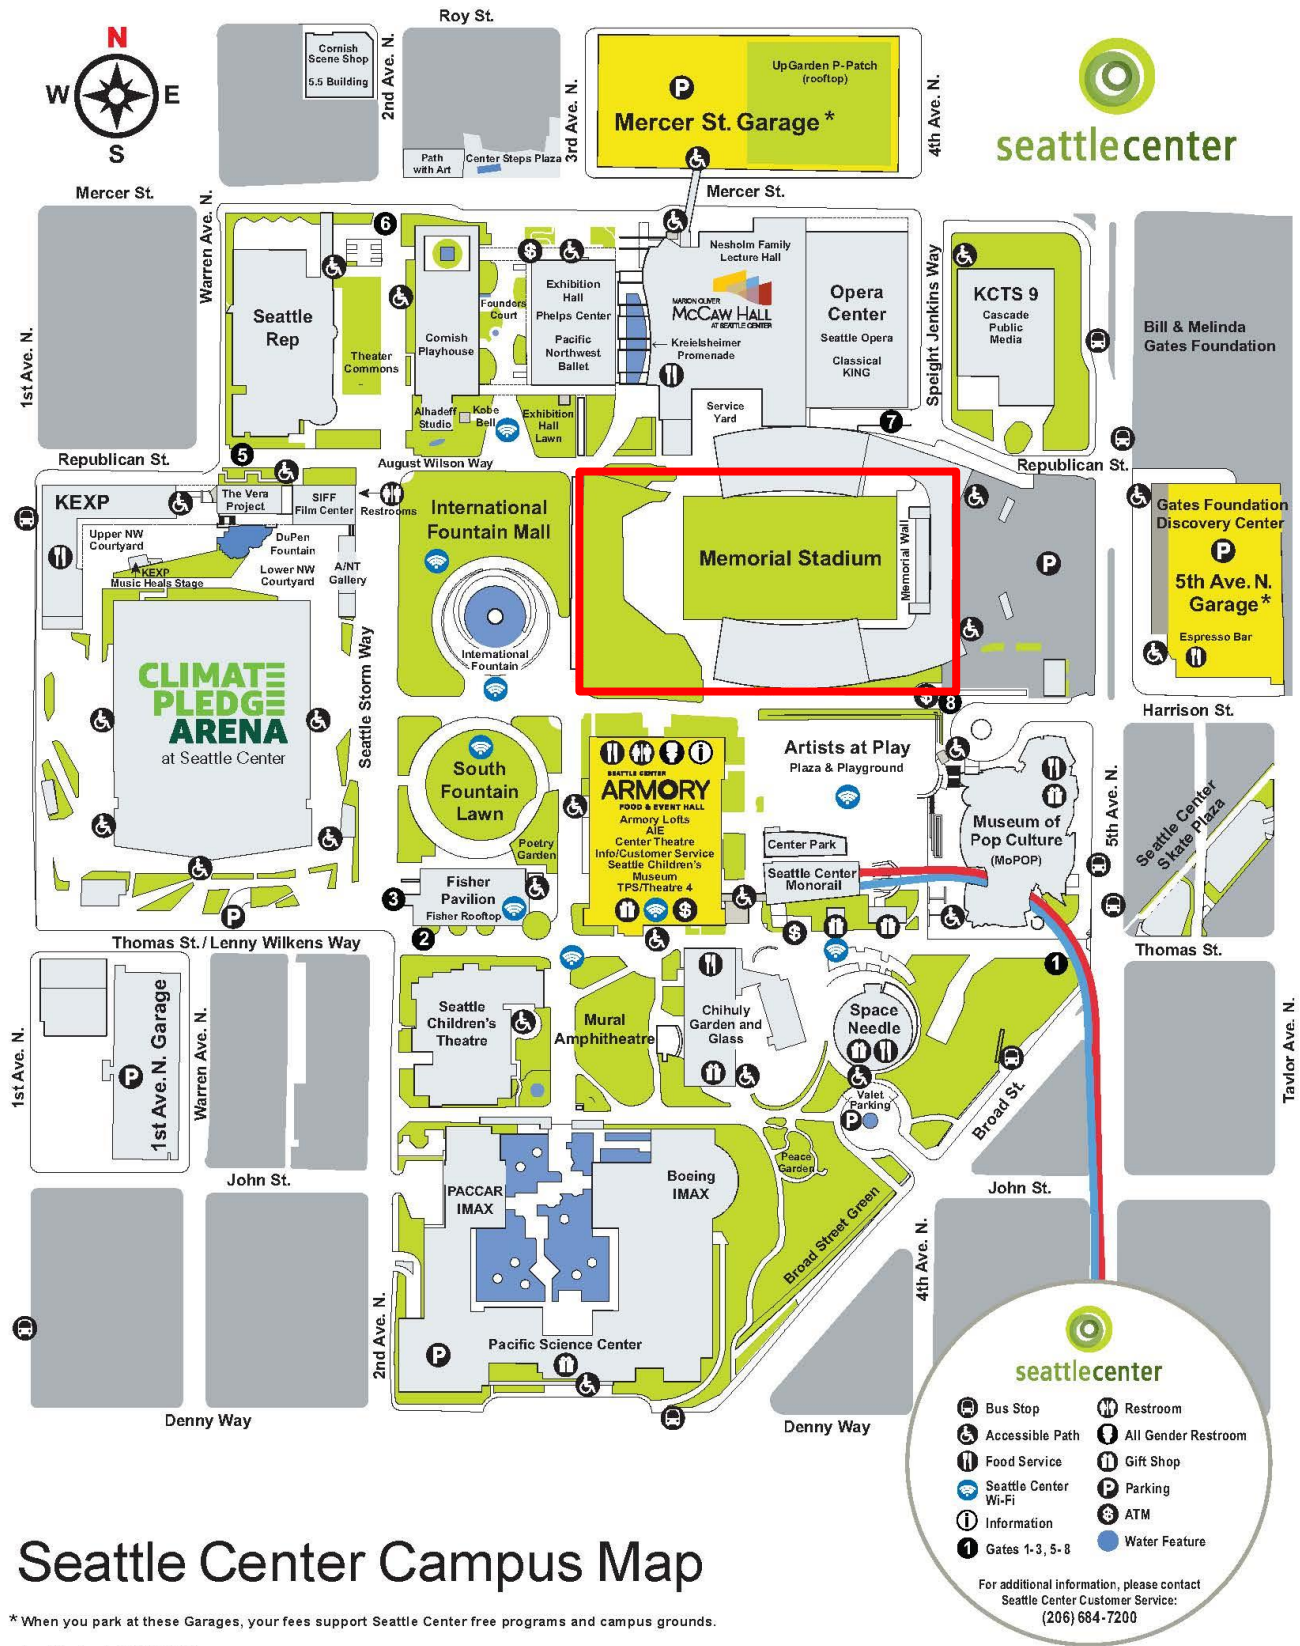 Roy St.
N
W
E
S
Cornish
Scene Shop
5.5 Building
2nd Ave. N.
Path
with Art
Center Steps Plaza
3rd Ave. N.
P
UpGarden P-Patch
(rooftop)
Mercer St. Garage *
4th Ave. N.
seattlecenter
Mercer St.
Mercer St.
Warren Ave. N.
6
1st Ave. N.
Seattle
Rep
Theater
Commons
Cornish
Playhouse
Founders
Court
$
Exhibition
Hall
Phelps Center
Pacific
Northwest
Ballet
Nesholm Family
Lecture Hall
MARION OLIVER
McCAW HALL
AT SEATTLE CENTER
Kreielsheimer
Promenade
Opera
Center
Seattle Opera
Classical
KING
Speight Jenkins Way
KCTS 9
Cascade
Public
Media
Bill & Melinda
Gates Foundation
Alhadeff
Studio
Kobe
Bell
Exhibition
Hall
Lawn
Service
Yard
7
5
Republican St.
August Wilson Way
Republican St.
KEXP
The Vera
Project
SIFF
Film Center
Restrooms
Upper NW
Courtyard
DuPen
Fountain
KEXP
Music Heals Stage
Lower NW
Courtyard
A/NT
Gallery
International
Fountain Mall
International
Fountain
Memorial Stadium
Memorial Wall
P
Gates Foundation
Discovery Center
P
5th Ave. N.
Garage *
Espresso Bar
CLIMATE
PLEDGE
ARENA
at Seattle Center
Seattle Storm Way
$
8
Harrison St.
South
Fountain
Lawn
Poetry
Garden
i
SEATTLE CENTER
ARMORY
FOOD & EVENT HALL
Armory Lofts
AIE
Center Theatre
Info/Customer Service
Seattle Children's
Museum
TPS/Theatre 4
$
Artists at Play
Plaza & Playground
Center Park
Seattle Center
Monorail
Museum of
Pop Culture
(MoPOP)
5th Ave. N.
Seattle Center
Skate Plaza
3
Fisher
Pavilion
Fisher Rooftop
P
2
$
1
Thomas St. / Lenny Wilkens Way
Thomas St.
1st Ave. N.
1st Ave. N. Garage
P
Warren Ave. N.
Seattle
Children's
Theatre
Mural
Amphitheatre
Chihuly
Garden and
Glass
Space
Needle
Valet
Parking
P
Broad St.
Taylor Ave. N.
John St.
PACCAR
IMAX
Boeing
IMAX
Peace
Garden
Broad Street Green
John St.
4th Ave. N.
2nd Ave. N.
P
Pacific Science Center
Denny Way
Denny Way
seattlecenter
Bus Stop
Accessible Path
Food Service
Seattle Center
Wi-Fi
i
Information
1
Gates 1-3, 5-8
Restroom
All Gender Restroom
Gift Shop
P
Parking
$
ATM
Water Feature
For additional information, please contact
Seattle Center Customer Service:
(206) 684-7200
Seattle Center Campus Map
* When you park at these Garages, your fees support Seattle Center free programs and campus grounds.